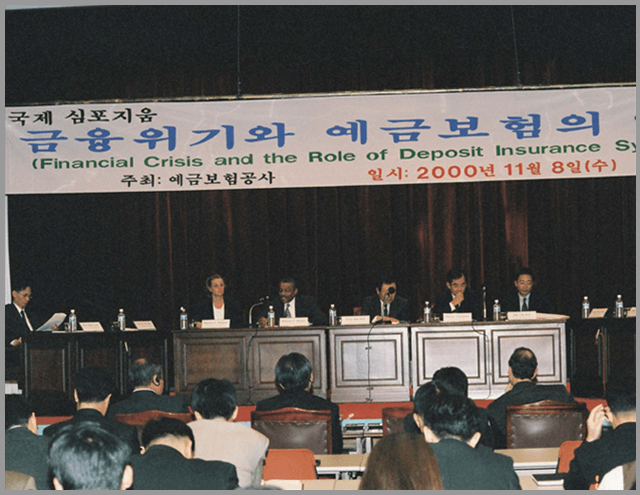 국제 심포지움
금융위기와 예금보험의
(Financial Crisis and the Role of Deposit Insurance Sy
주최: 예금보험공사 일시: 2000년 11월 8일(수)